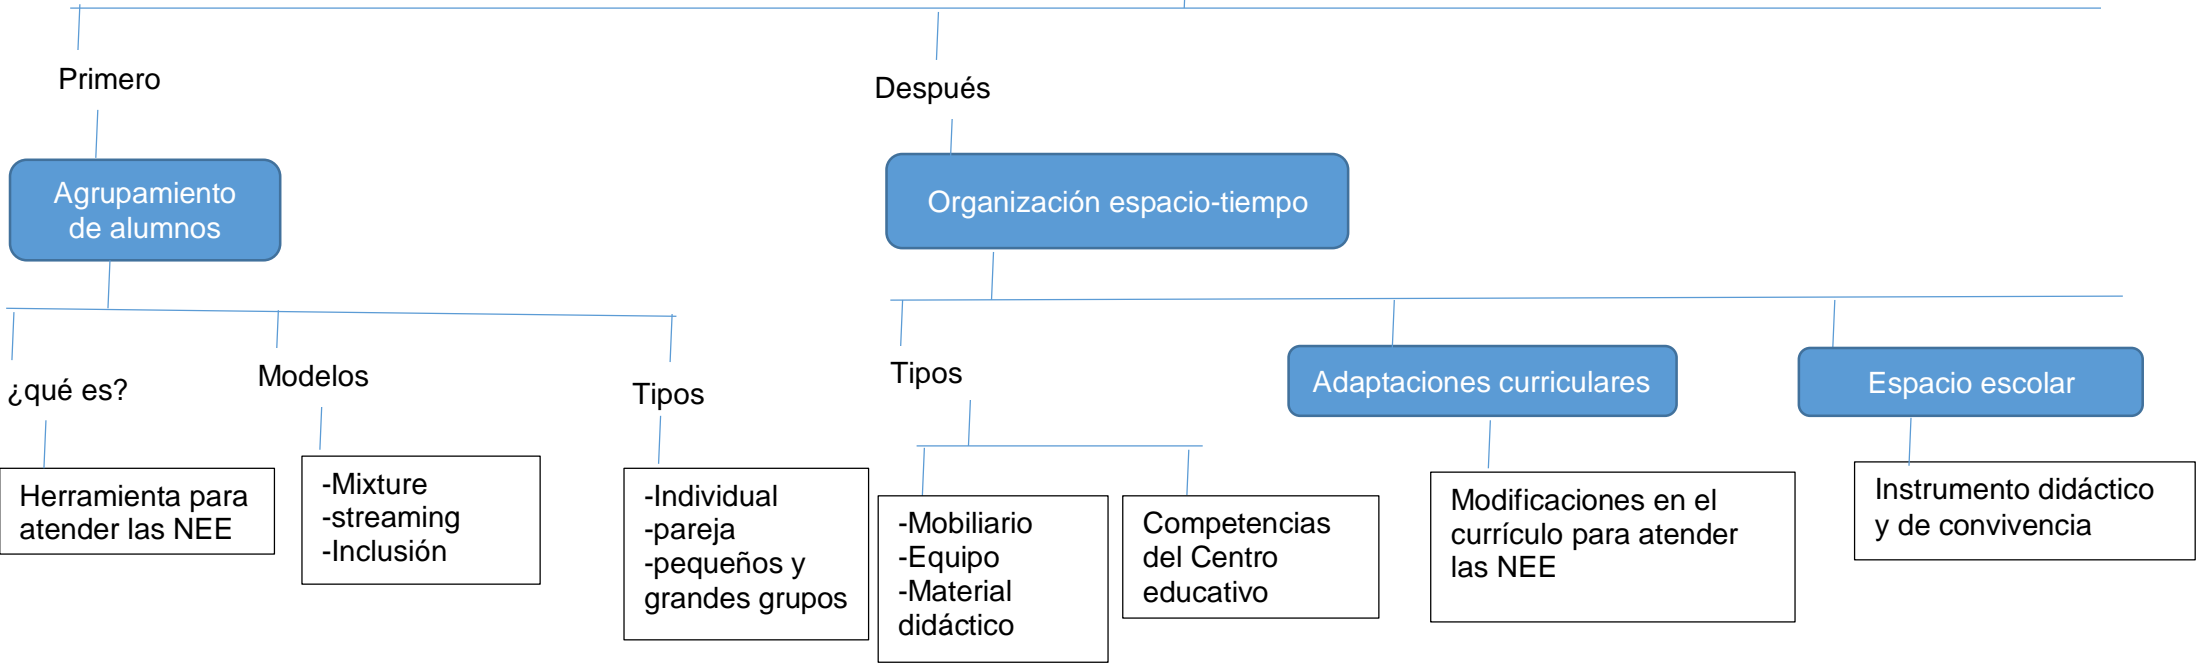 Primero
Después
Agrupamiento
de alumnos
Organización espacio-tiempo
¿qué es?
Modelos
Tipos
Tipos
Adaptaciones curriculares
Espacio escolar
Herramienta para
atender las NEE
-Mixture
-streaming
-Inclusión
-Individual
-pareja
-pequeños y
grandes grupos
-Mobiliario
-Equipo
-Material
didáctico
Competencias
del Centro
educativo
Modificaciones en el
currículo para atender
las NEE
Instrumento didáctico
y de convivencia